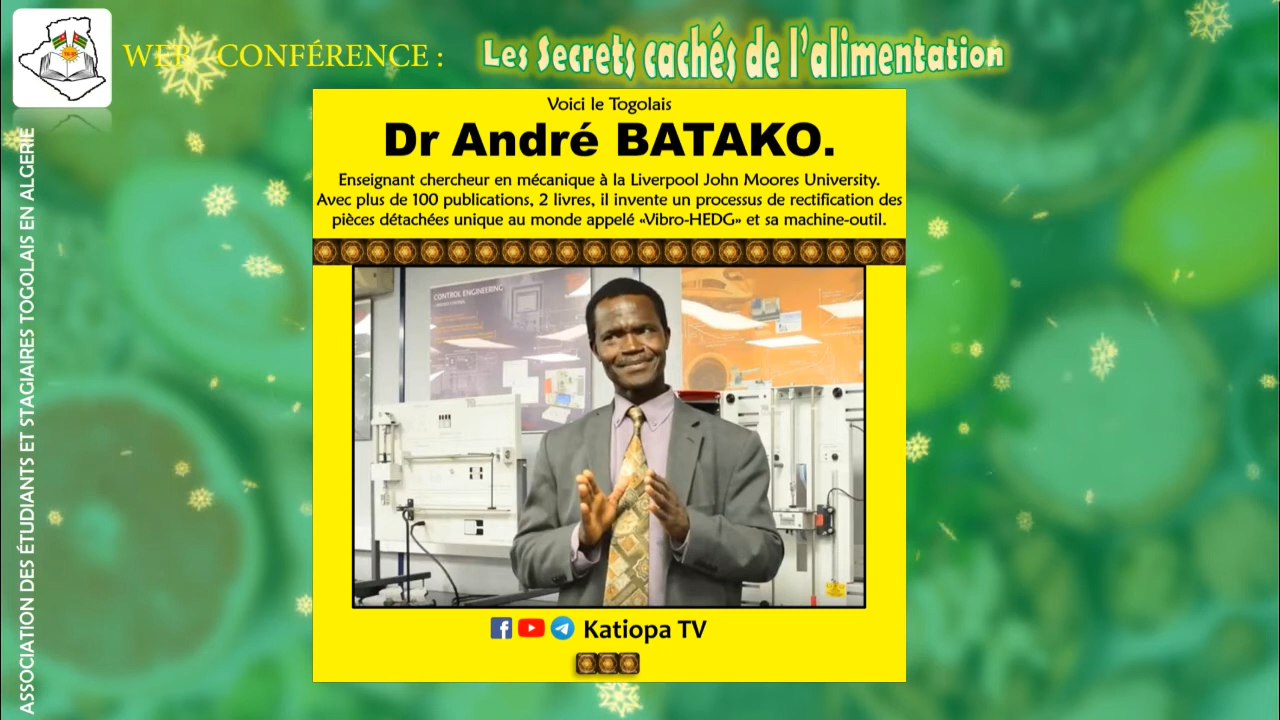 WEB - CONFÉRENCE :
Les Secrets cachés de l'alimentation
ASSOCIATION DES ÉTUDIANTS ET STAGIAIRES TOGOLAIS EN ALGERIE
Voici le Togolais
Dr André BATAKO.
Enseignant chercheur en mécanique à la Liverpool John Moores University.
Avec plus de 100 publications, 2 livres, il invente un processus de rectification des
pièces détachées unique au monde appelé «Vibro-HEDG» et sa machine-outil.
CONTROL ENGINEERING
Katiopa TV